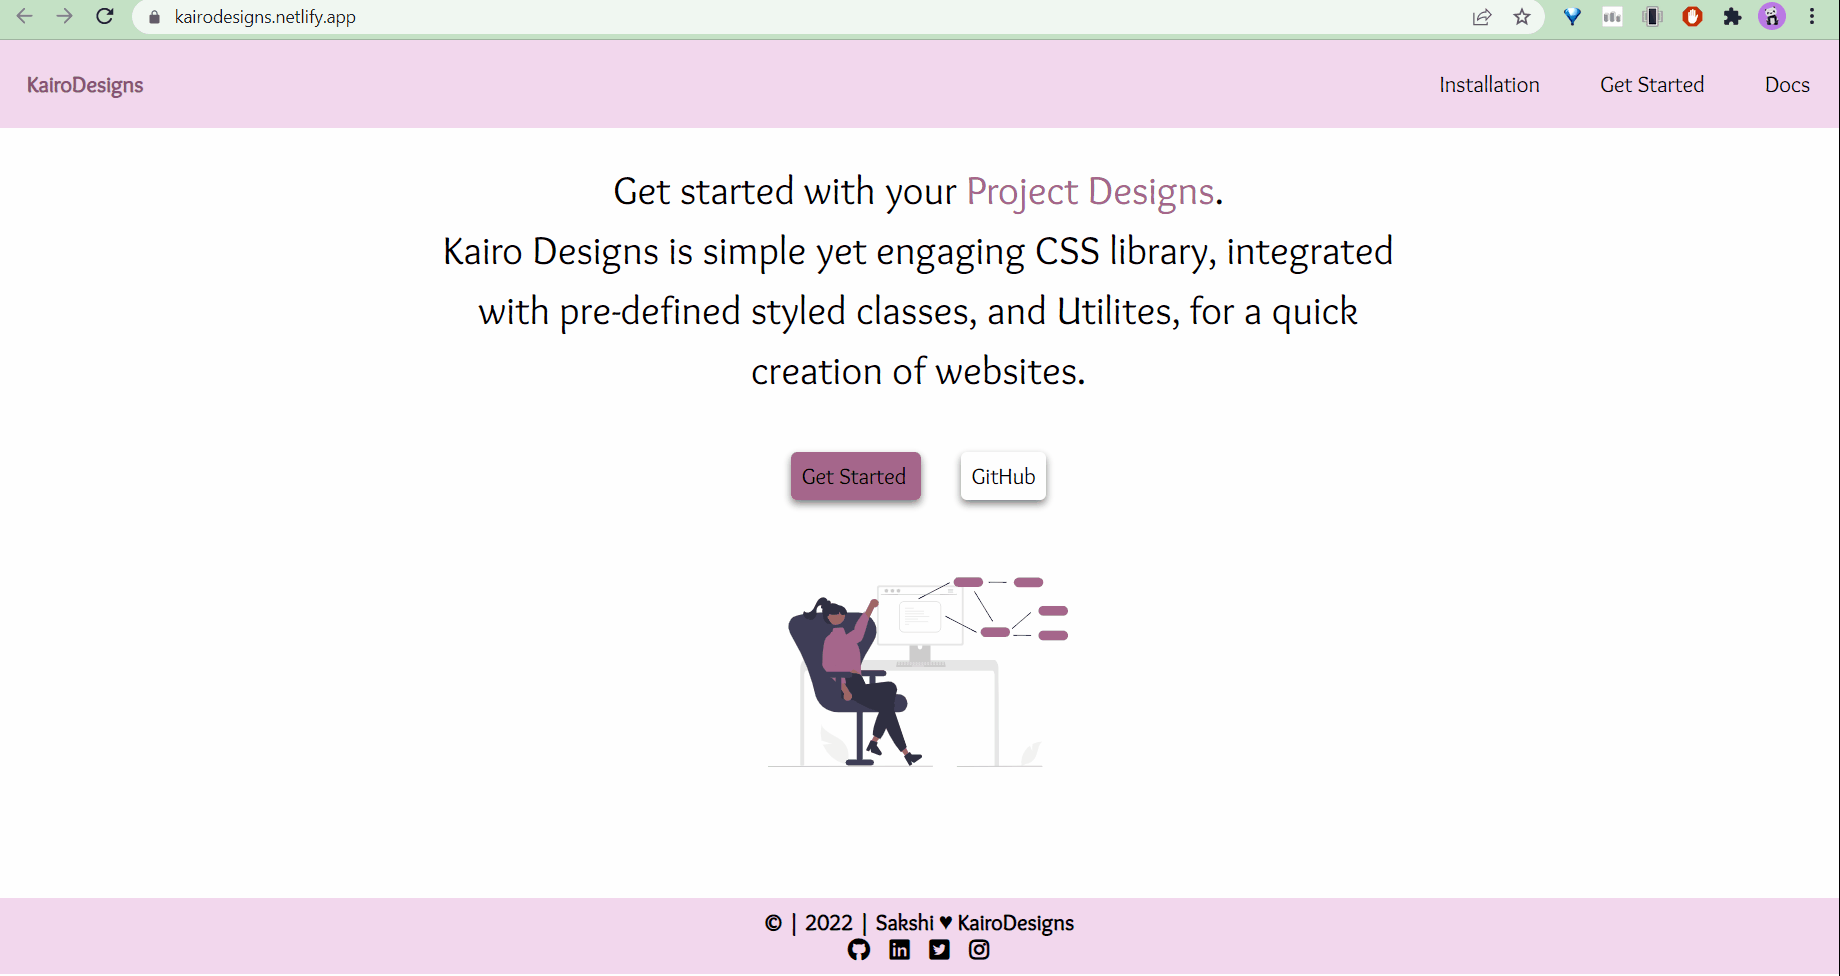 kairodesigns.netlify.app
KairoDesigns
Installation
Get Started
Docs
Get started with your Project Designs.
Kairo Designs is simple yet engaging CSS library, integrated
with pre-defined styled classes, and Utilites, for a quick
creation of websites.
Get Started
GitHub
© | 2022 | Sakshi ♥ KairoDesigns